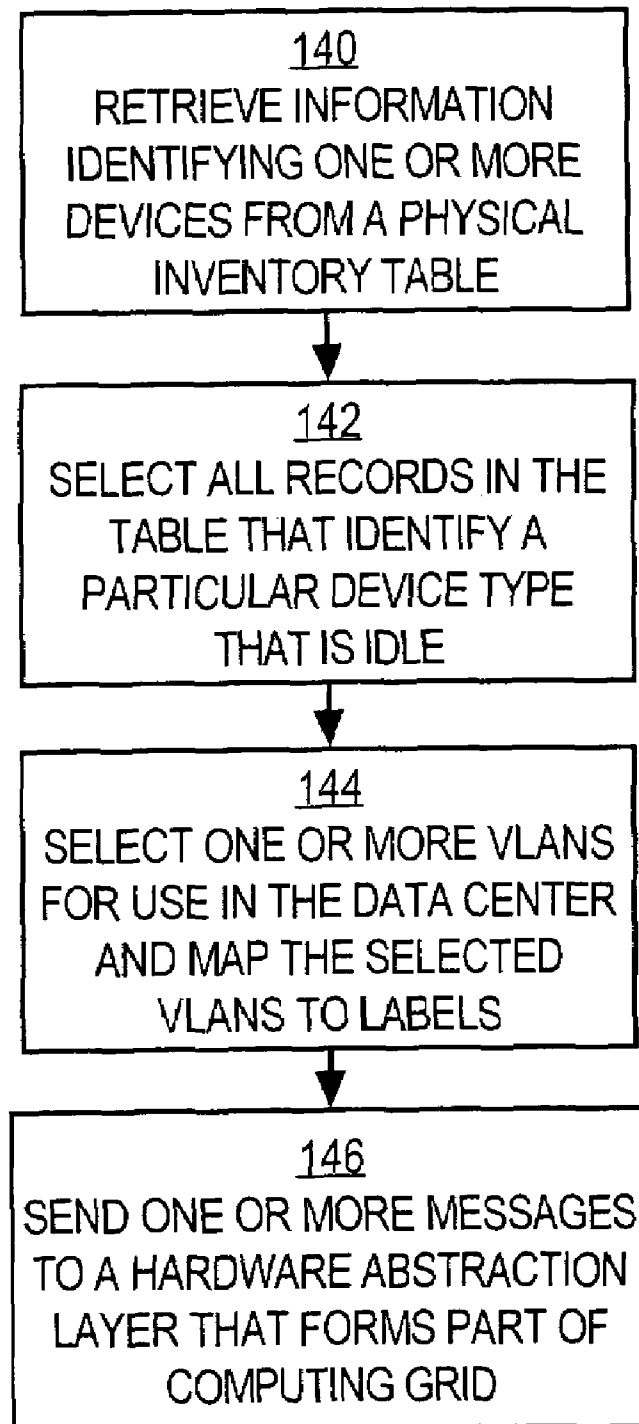 140
RETRIEVE INFORMATION
IDENTIFYING ONE OR MORE
DEVICES FROM A PHYSICAL
INVENTORY TABLE
142
SELECT ALL RECORDS IN THE
TABLE THAT IDENTIFY A
PARTICULAR DEVICE TYPE
THAT IS IDLE
144
SELECT ONE OR MORE VLANS
FOR USE IN THE DATA CENTER
AND MAP THE SELECTED
VLANS TO LABELS
146
SEND ONE OR MORE MESSAGES
TO A HARDWARE ABSTRACTION
LAYER THAT FORMS PART OF
COMPUTING GRID